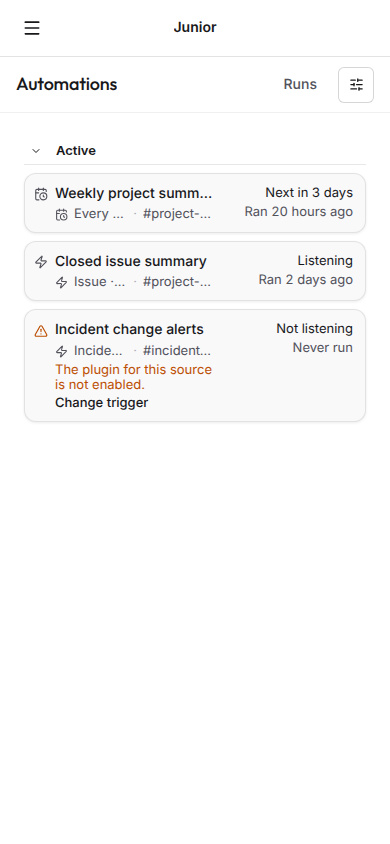 Junior
Automations
Runs
Active
Weekly project summ...
Next in 3 days
Every ... · #project-...
Ran 20 hours ago
Closed issue summary
Listening
Issue ·... · #project-...
Ran 2 days ago
Incident change alerts
Not listening
Incide... · #incident...
Never run
The plugin for this source
is not enabled.
Change trigger